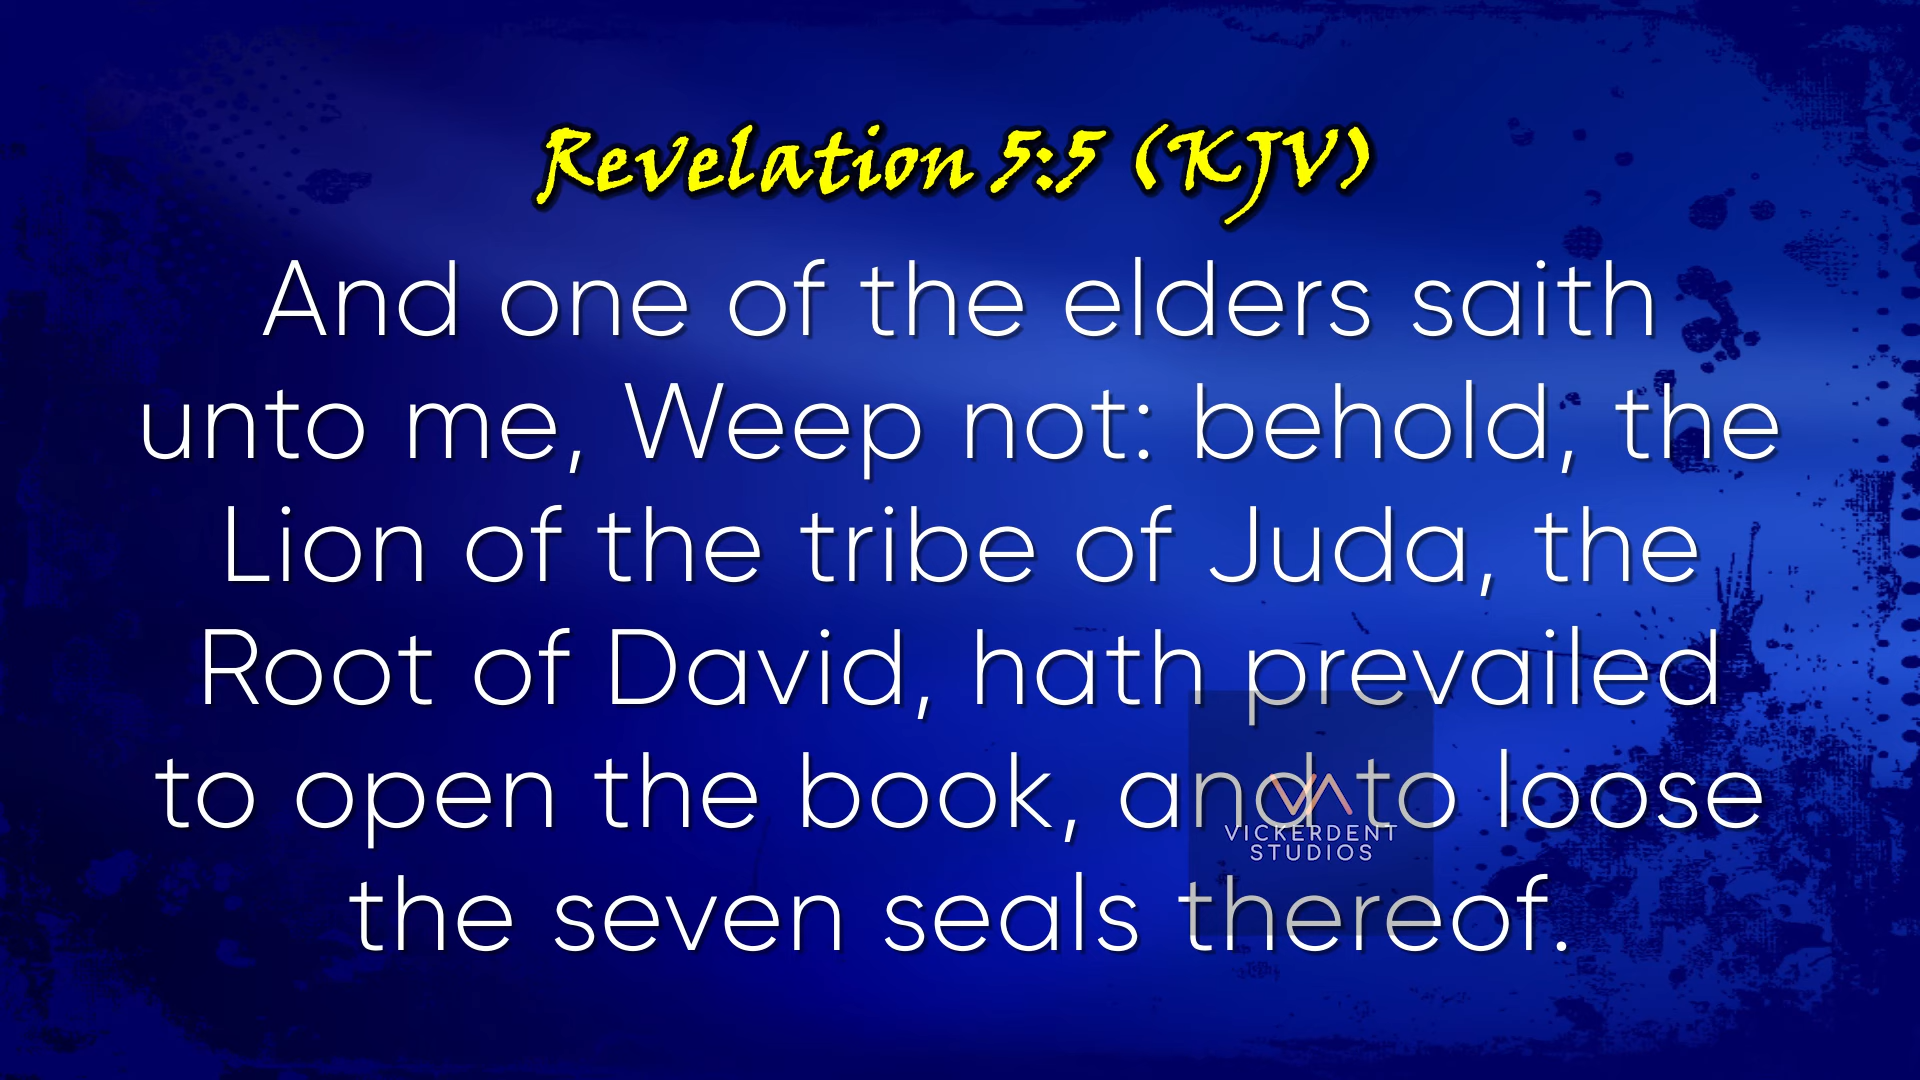 Revelation 5:5 (KJV)
And one of the elders saith
unto me, Weep not: behold, the
Lion of the tribe of Juda, the
Root of David, hath prevailed
to open the book, and to loose
VICKERDENT
STUDIOS
the seven seals thereof.